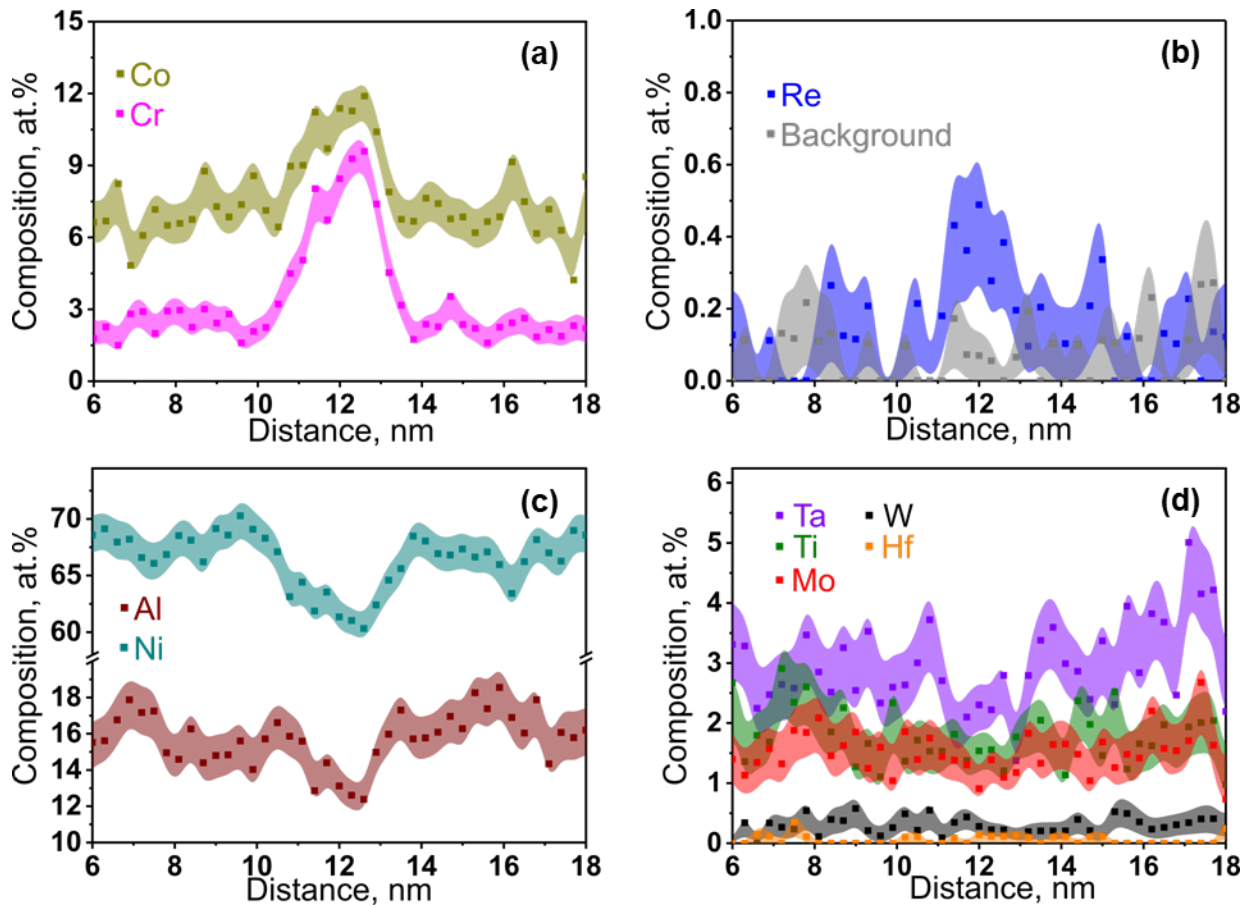 (a)
Co
Cr
Composition, at.%
15
12
9
6
3
0
6 8 10 12 14 16 18
Distance, nm
(b)
Re
Background
Composition, at.%
1.0
0.8
0.6
0.4
0.2
0.0
6 8 10 12 14 16 18
Distance, nm
(c)
Al
Ni
Composition, at.%
70
65
60
18
16
14
12
10
6 8 10 12 14 16 18
Distance, nm
(d)
Ta W
Ti Hf
Mo
Composition, at.%
6
5
4
3
2
1
0
6 8 10 12 14 16 18
Distance, nm